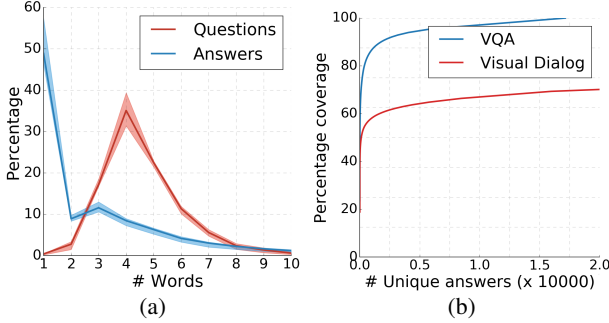 60
50
40
30
20
10
0
Percentage
Questions
Answers
1 2 3 4 5 6 7 8 9 10
# Words
(a)
100
80
60
40
20
0
Percentage coverage
VQA
Visual Dialog
0.0 0.5 1.0 1.5 2.0
# Unique answers (x 10000)
(b)